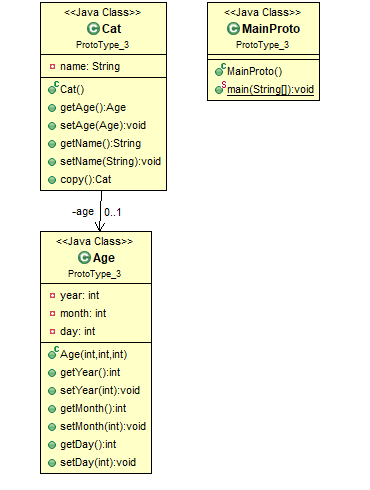 <<Java Class>>
Cat
ProtoType_3
name: String
Cat()
getAge():Age
setAge(Age):void
getName():String
setName(String):void
copy():Cat
<<Java Class>>
MainProto
ProtoType_3
MainProto()
main(String[]):void
-age 0..1
<<Java Class>>
Age
ProtoType_3
year: int
month: int
day: int
Age(int,int,int)
getYear():int
setYear(int):void
getMonth():int
setMonth(int):void
getDay():int
setDay(int):void